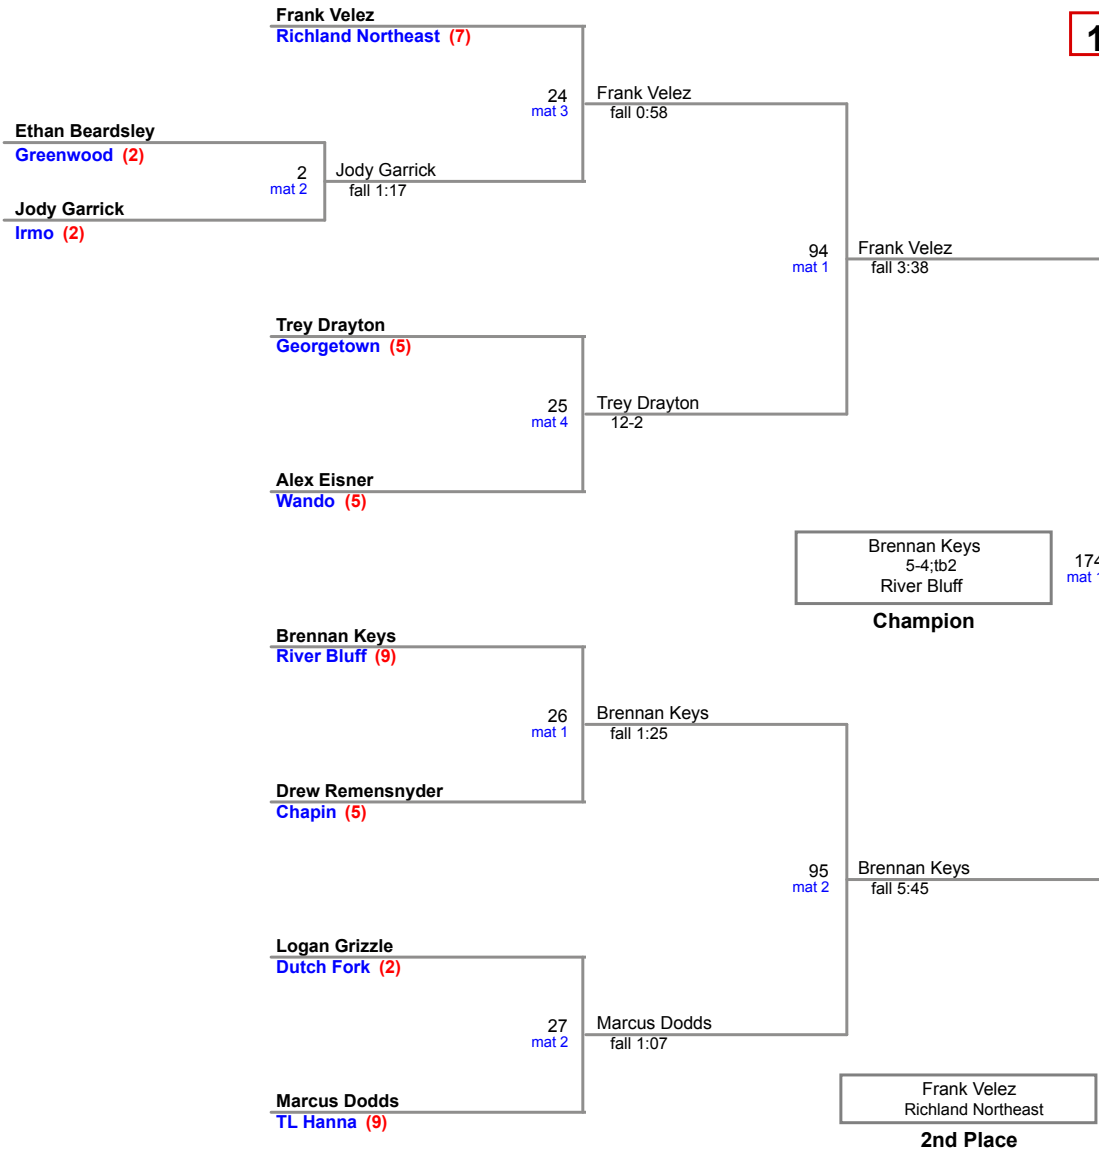 Frank Velez
Richland Northeast (7)
1
24
mat 3
Frank Velez
fall 0:58
Ethan Beardsley
Greenwood (2)
2
mat 2
Jody Garrick
fall 1:17
Jody Garrick
Irmo (2)
94
mat 1
Frank Velez
fall 3:38
Trey Drayton
Georgetown (5)
25
mat 4
Trey Drayton
12-2
Alex Eisner
Wando (5)
Brennan Keys
5-4;tb2
River Bluff
Champion
174
mat 1
Brennan Keys
River Bluff (9)
26
mat 1
Brennan Keys
fall 1:25
Drew Remensnyder
Chapin (5)
95
mat 2
Brennan Keys
fall 5:45
Logan Grizzle
Dutch Fork (2)
27
mat 2
Marcus Dodds
fall 1:07
Marcus Dodds
TL Hanna (9)
Frank Velez
Richland Northeast
2nd Place